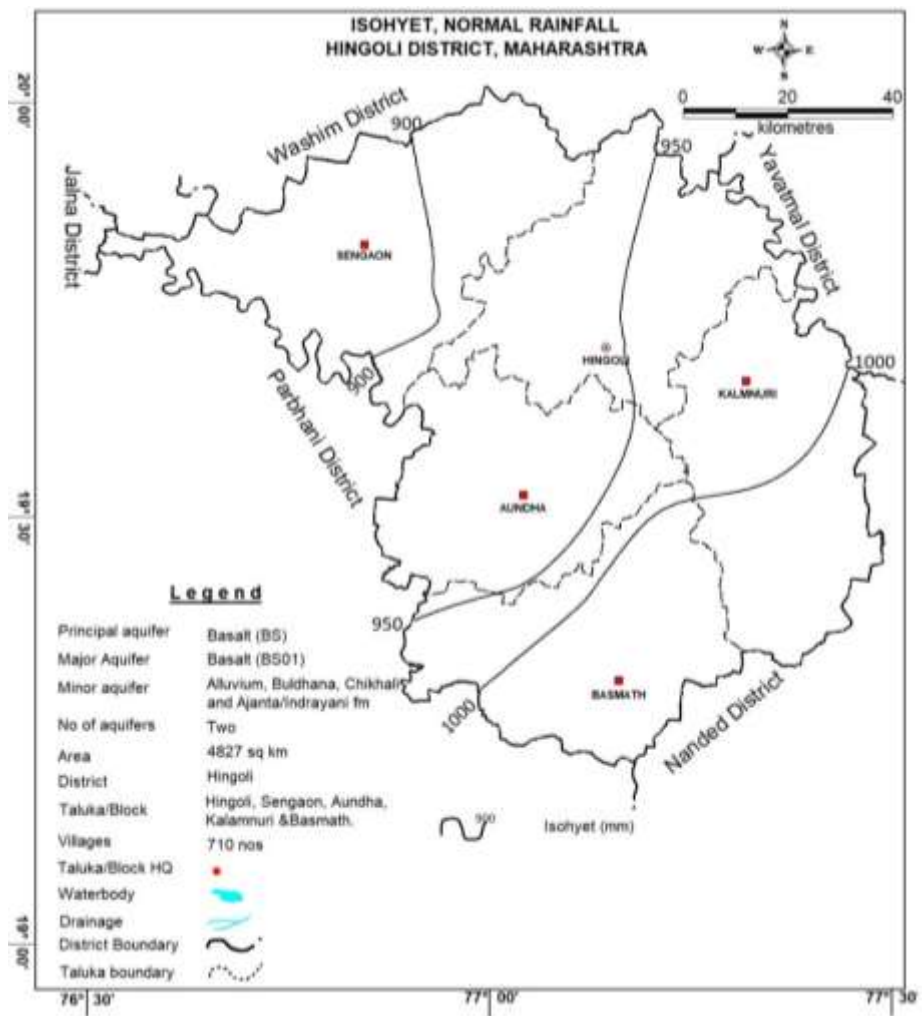 ISOHYET, NORMAL RAINFALL
HINGOLI DISTRICT, MAHARASHTRA
N
W E
S
0 20 40
kilometres
20° 00'
Washim District
900
950
Jalna District
Yavatmal District
SENGAON
HINGOLI
1000
900
KALMNURI
Parbhani District
AUNDHA
19° 30'
Legend
950
Principal aquifer Basalt (BS)
Major Aquifer Basalt (BS01)
Minor aquifer Alluvium, Buldhana, Chikhali
and Ajanta/Indrayani fm
BASMATH
1000
Nanded District
No of aquifers Two
Area 4827 sq km
District Hingoli
Taluka/Block Hingoli, Sengaon, Aundha,
Kalamnuri &Basmath.
900
Isohyet (mm)
Villages 710 nos
Taluka/Block HQ
Waterbody
Drainage
District Boundary
Taluka boundary
19° 00'
76° 30' 77° 00' 77° 30'